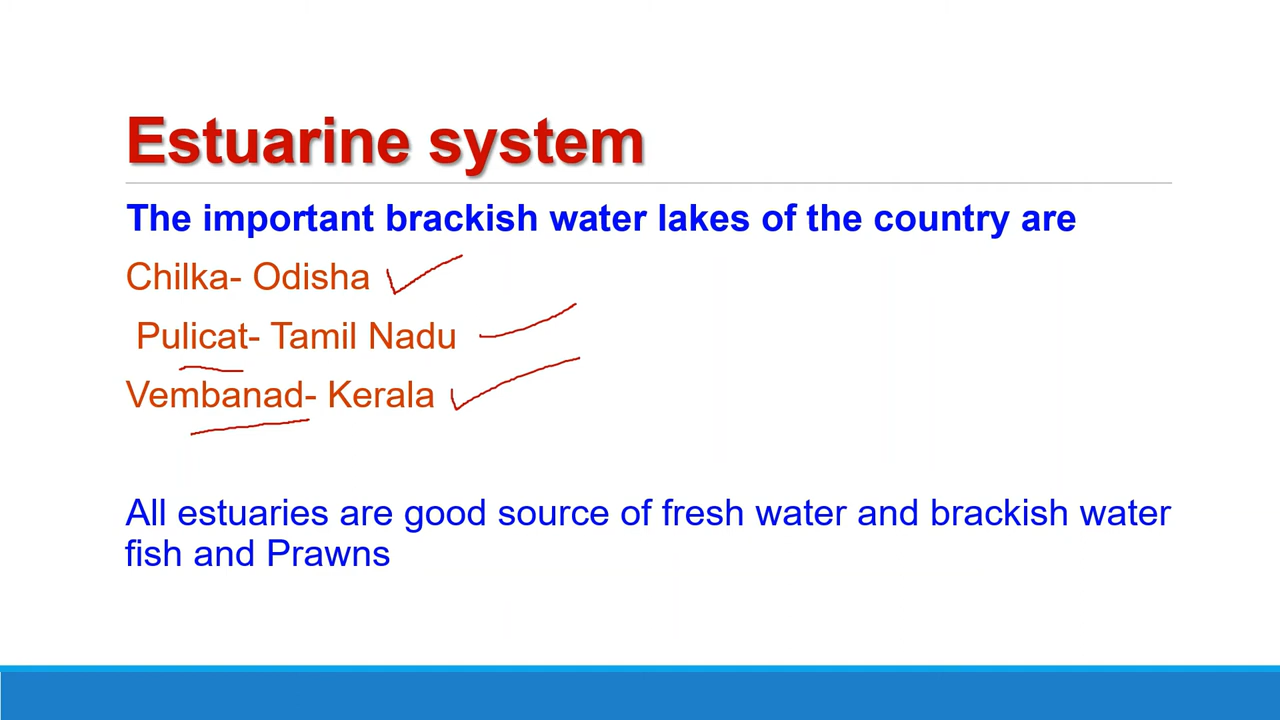 Estuarine system
The important brackish water lakes of the country are
Chilka- Odisha
Pulicat- Tamil Nadu
Vembanad- Kerala
All estuaries are good source of fresh water and brackish water
fish and Prawns